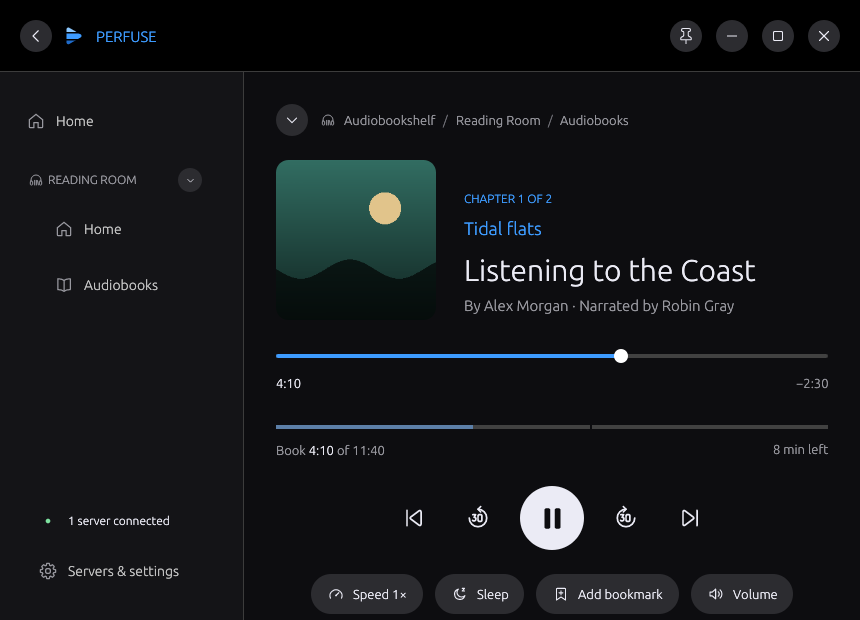 PERFUSE
Home
READING ROOM
Home
Audiobooks
1 server connected
Servers & settings
Audiobookshelf / Reading Room / Audiobooks
CHAPTER 1 OF 2
Tidal flats
Listening to the Coast
By Alex Morgan · Narrated by Robin Gray
4:10 −2:30
Book 4:10 of 11:40 8 min left
30 30
Speed 1× Sleep Add bookmark Volume